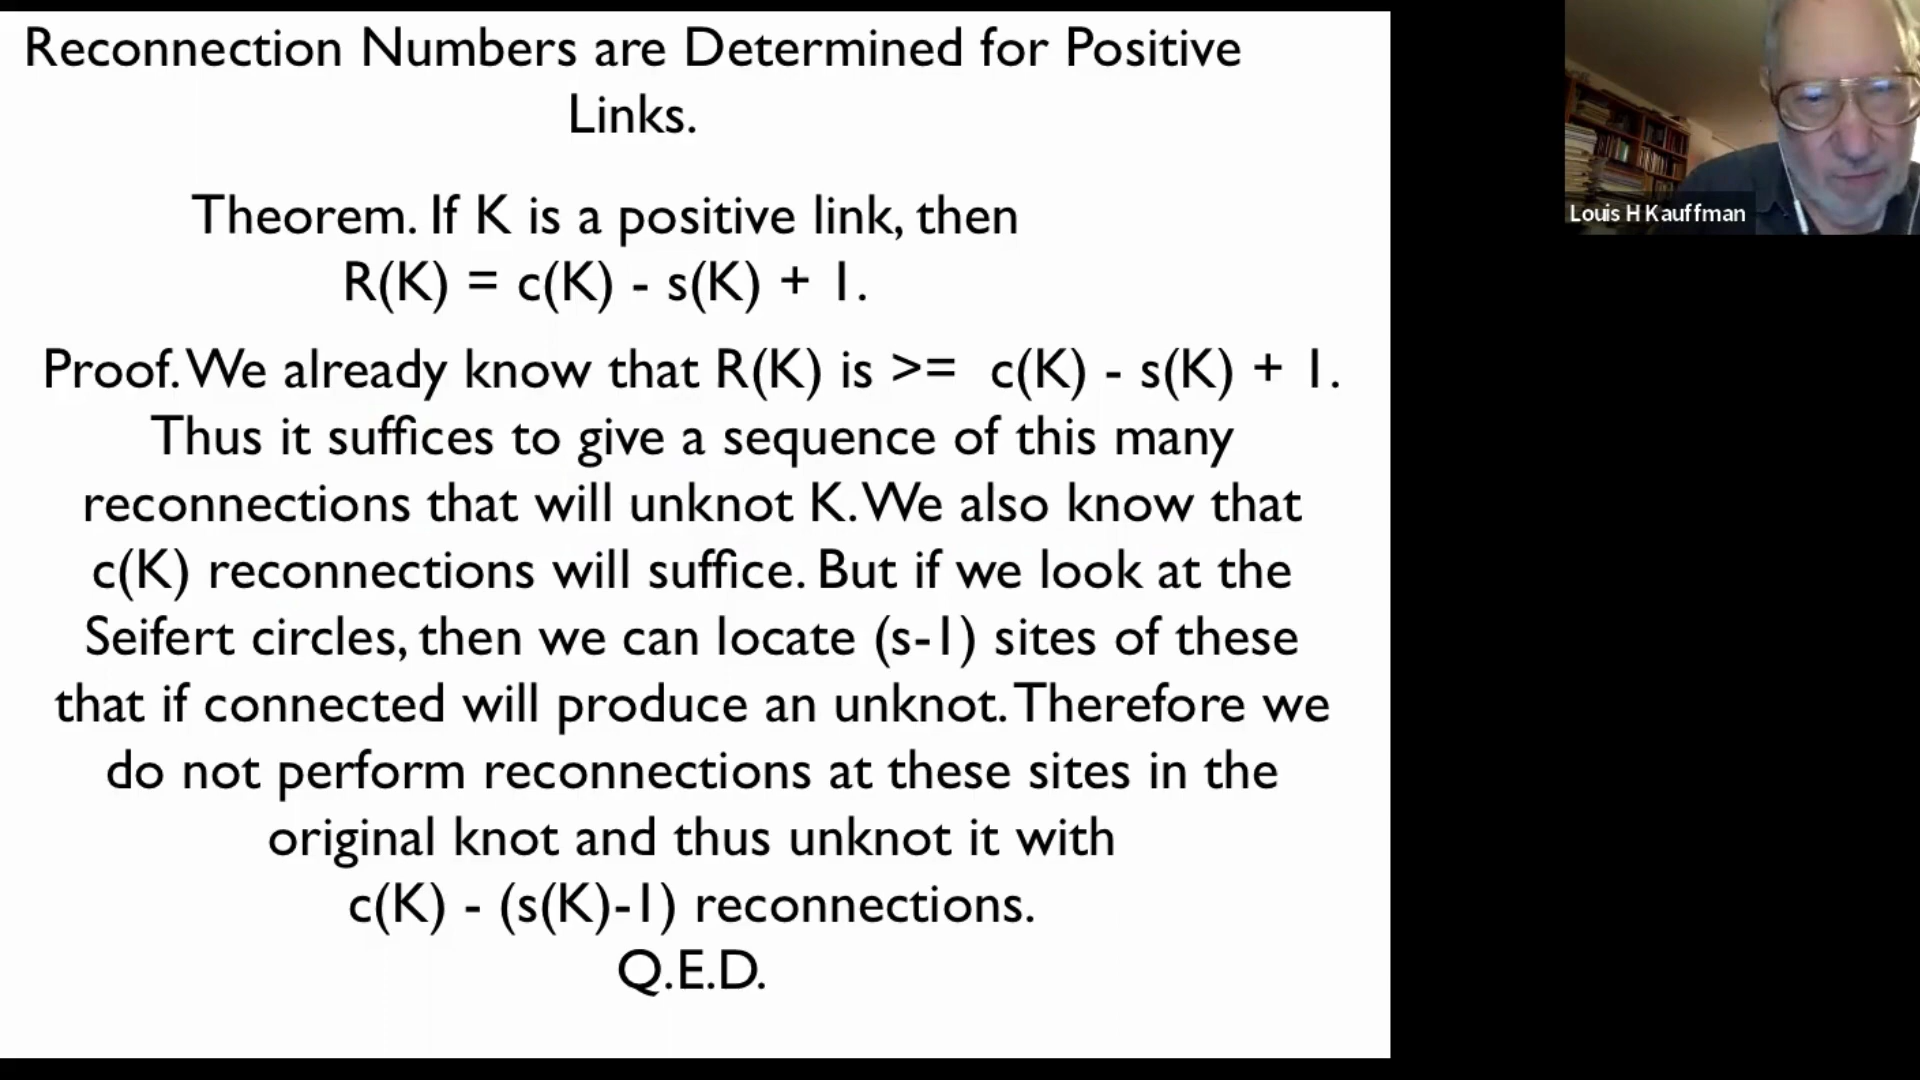 Reconnection Numbers are Determined for Positive
Links.
Theorem. If K is a positive link, then
R(K) = c(K) - s(K) + 1.
Proof. We already know that R(K) is >= c(K) - s(K) + 1.
Thus it suffices to give a sequence of this many
reconnections that will unknot K. We also know that
c(K) reconnections will suffice. But if we look at the
Seifert circles, then we can locate (s-1) sites of these
that if connected will produce an unknot. Therefore we
do not perform reconnections at these sites in the
original knot and thus unknot it with
c(K) - (s(K)-1) reconnections.
Q.E.D.
Louis H Kauffman